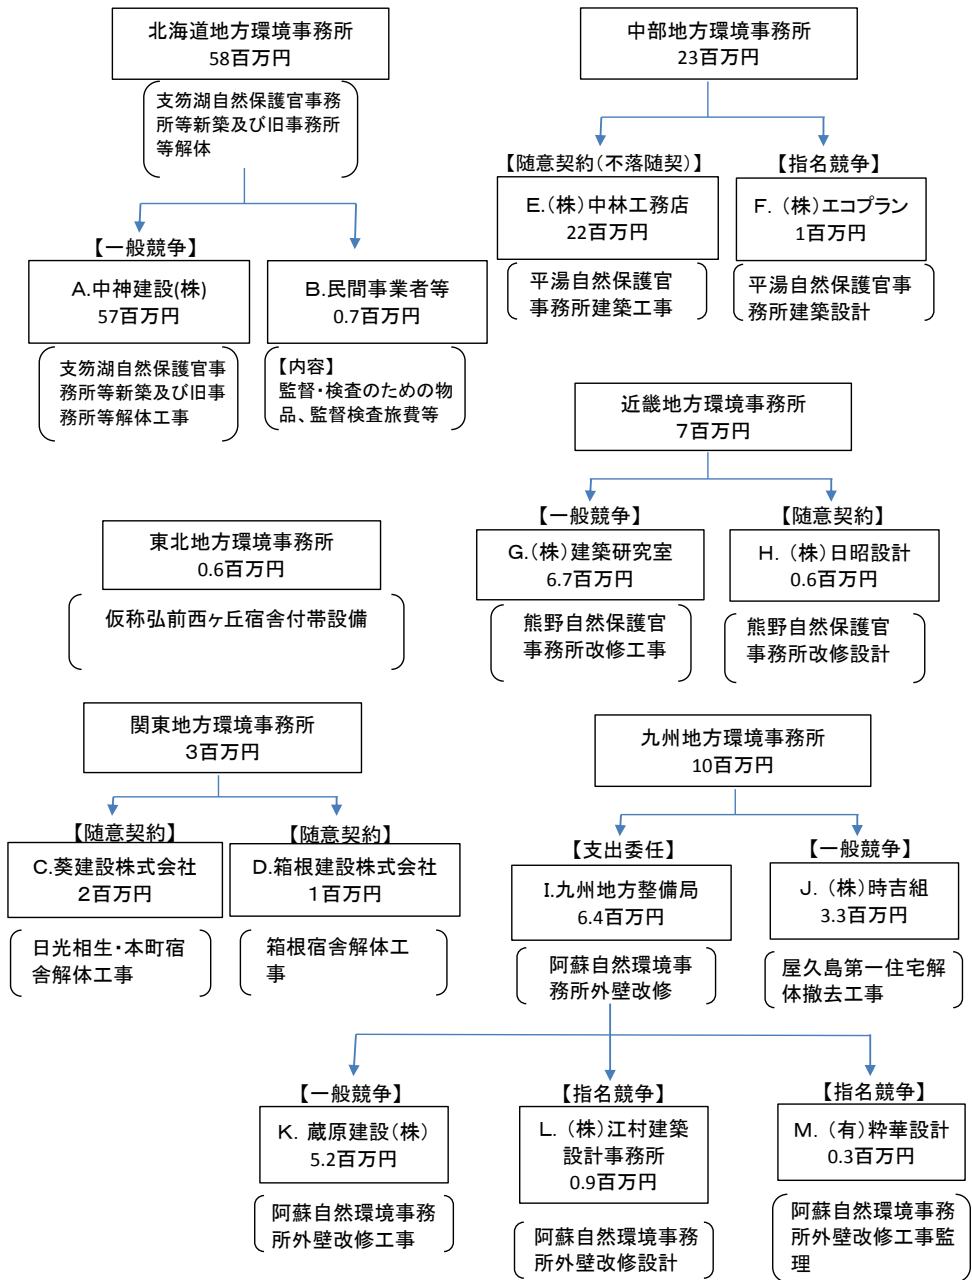 北海道地方環境事務所
58百万円
支笏湖自然保護官事務
所等新築及び旧事務所
等解体
【一般競争】
A.中神建設(株)
57百万円
支笏湖自然保護官事
務所等新築及び旧事
務所等解体工事
B.民間事業者等
0.7百万円
【内容】
監督・検査のための物
品、監督検査旅費等
中部地方環境事務所
23百万円
【随意契約(不落随契)】
E.(株)中林工務店
22百万円
平湯自然保護官
事務所建築工事
【指名競争】
F.(株)エコプラン
1百万円
平湯自然保護官事
務所建築設計
近畿地方環境事務所
7百万円
【一般競争】
G.(株)建築研究室
6.7百万円
熊野自然保護官
事務所改修工事
【随意契約】
H.(株)日昭設計
0.6百万円
熊野自然保護官
事務所改修設計
東北地方環境事務所
0.6百万円
仮称弘前西ヶ丘宿舎付帯設備
関東地方環境事務所
3百万円
【随意契約】
C.葵建設株式会社
2百万円
日光相生・本町宿
舎解体工事
【随意契約】
D.箱根建設株式会社
1百万円
箱根宿舎解体工
事
九州地方環境事務所
10百万円
【支出委任】
I.九州地方整備局
6.4百万円
阿蘇自然環境事
務所外壁改修
【一般競争】
J.(株)時吉組
3.3百万円
屋久島第一住宅解
体撤去工事
【一般競争】
K.蔵原建設(株)
5.2百万円
阿蘇自然環境事務
所外壁改修工事
【指名競争】
L.(株)江村建築
設計事務所
0.9百万円
阿蘇自然環境事務
所外壁改修設計
【指名競争】
M.(有)粋華設計
0.3百万円
阿蘇自然環境事務
所外壁改修工事監
理